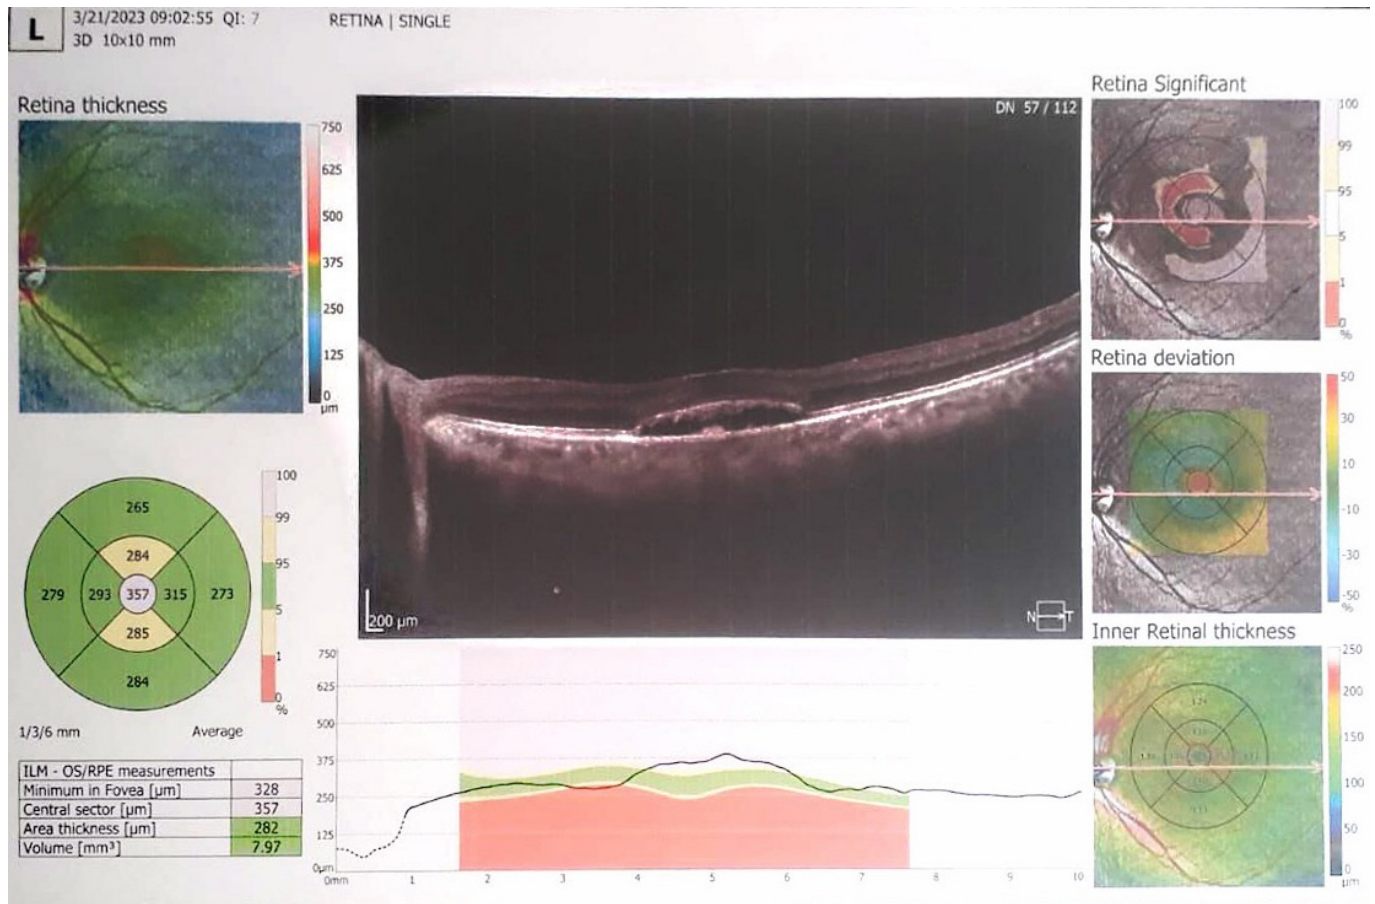 L
3/21/2023 09:02:55 QI: 7
3D 10x10 mm
RETINA | SINGLE
Retina thickness
750
625
500
375
250
125
0
µm
DN 57 / 112
200 µm
N T
Retina Significant
100
99
95
5
1
0
%
Retina deviation
50
30
10
-10
-30
-50
%
Inner Retinal thickness
250
200
150
100
50
0
µm
265
284
279 293 357 315 273
285
284
100
99
95
5
1
0
%
1/3/6 mm Average
ILM - OS/RPE measurements
Minimum in Fovea [µm] 328
Central sector [µm] 357
Area thickness [µm] 282
Volume [mm³] 7.97
750
625
500
375
250
125
0µm
0mm 1 2 3 4 5 6 7 8 9 10